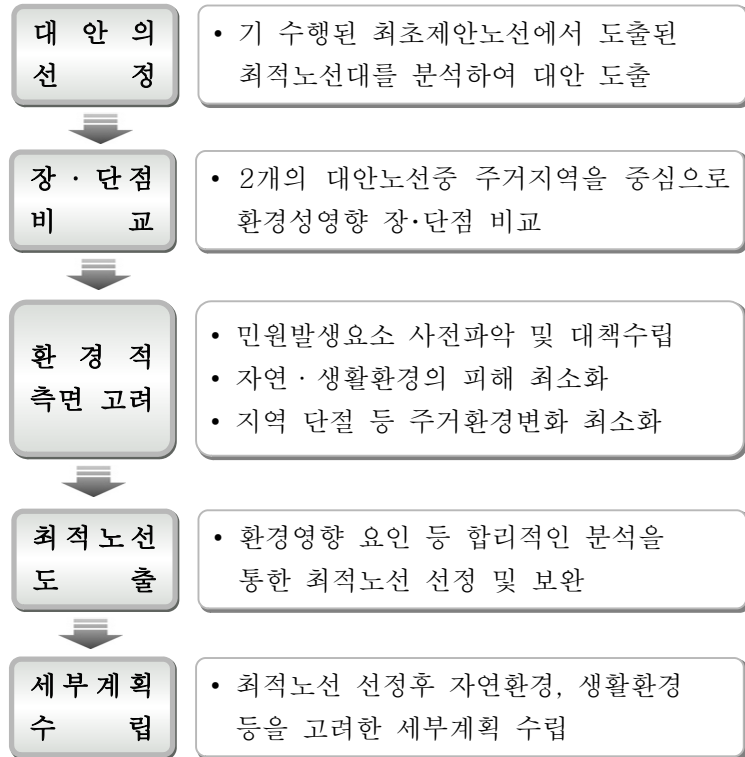 대 안 의
선 정
• 기 수행된 최초제안노선에서 도출된
최적노선대를 분석하여 대안 도출
장 · 단점
비 교
• 2개의 대안노선중 주거지역을 중심으로
환경성영향 장·단점 비교
환 경 적
측면 고려
• 민원발생요소 사전파악 및 대책수립
• 자연 · 생활환경의 피해 최소화
• 지역 단절 등 주거환경변화 최소화
최적노선
도 출
• 환경영향 요인 등 합리적인 분석을
통한 최적노선 선정 및 보완
세부계획
수 립
• 최적노선 선정후 자연환경, 생활환경
등을 고려한 세부계획 수립